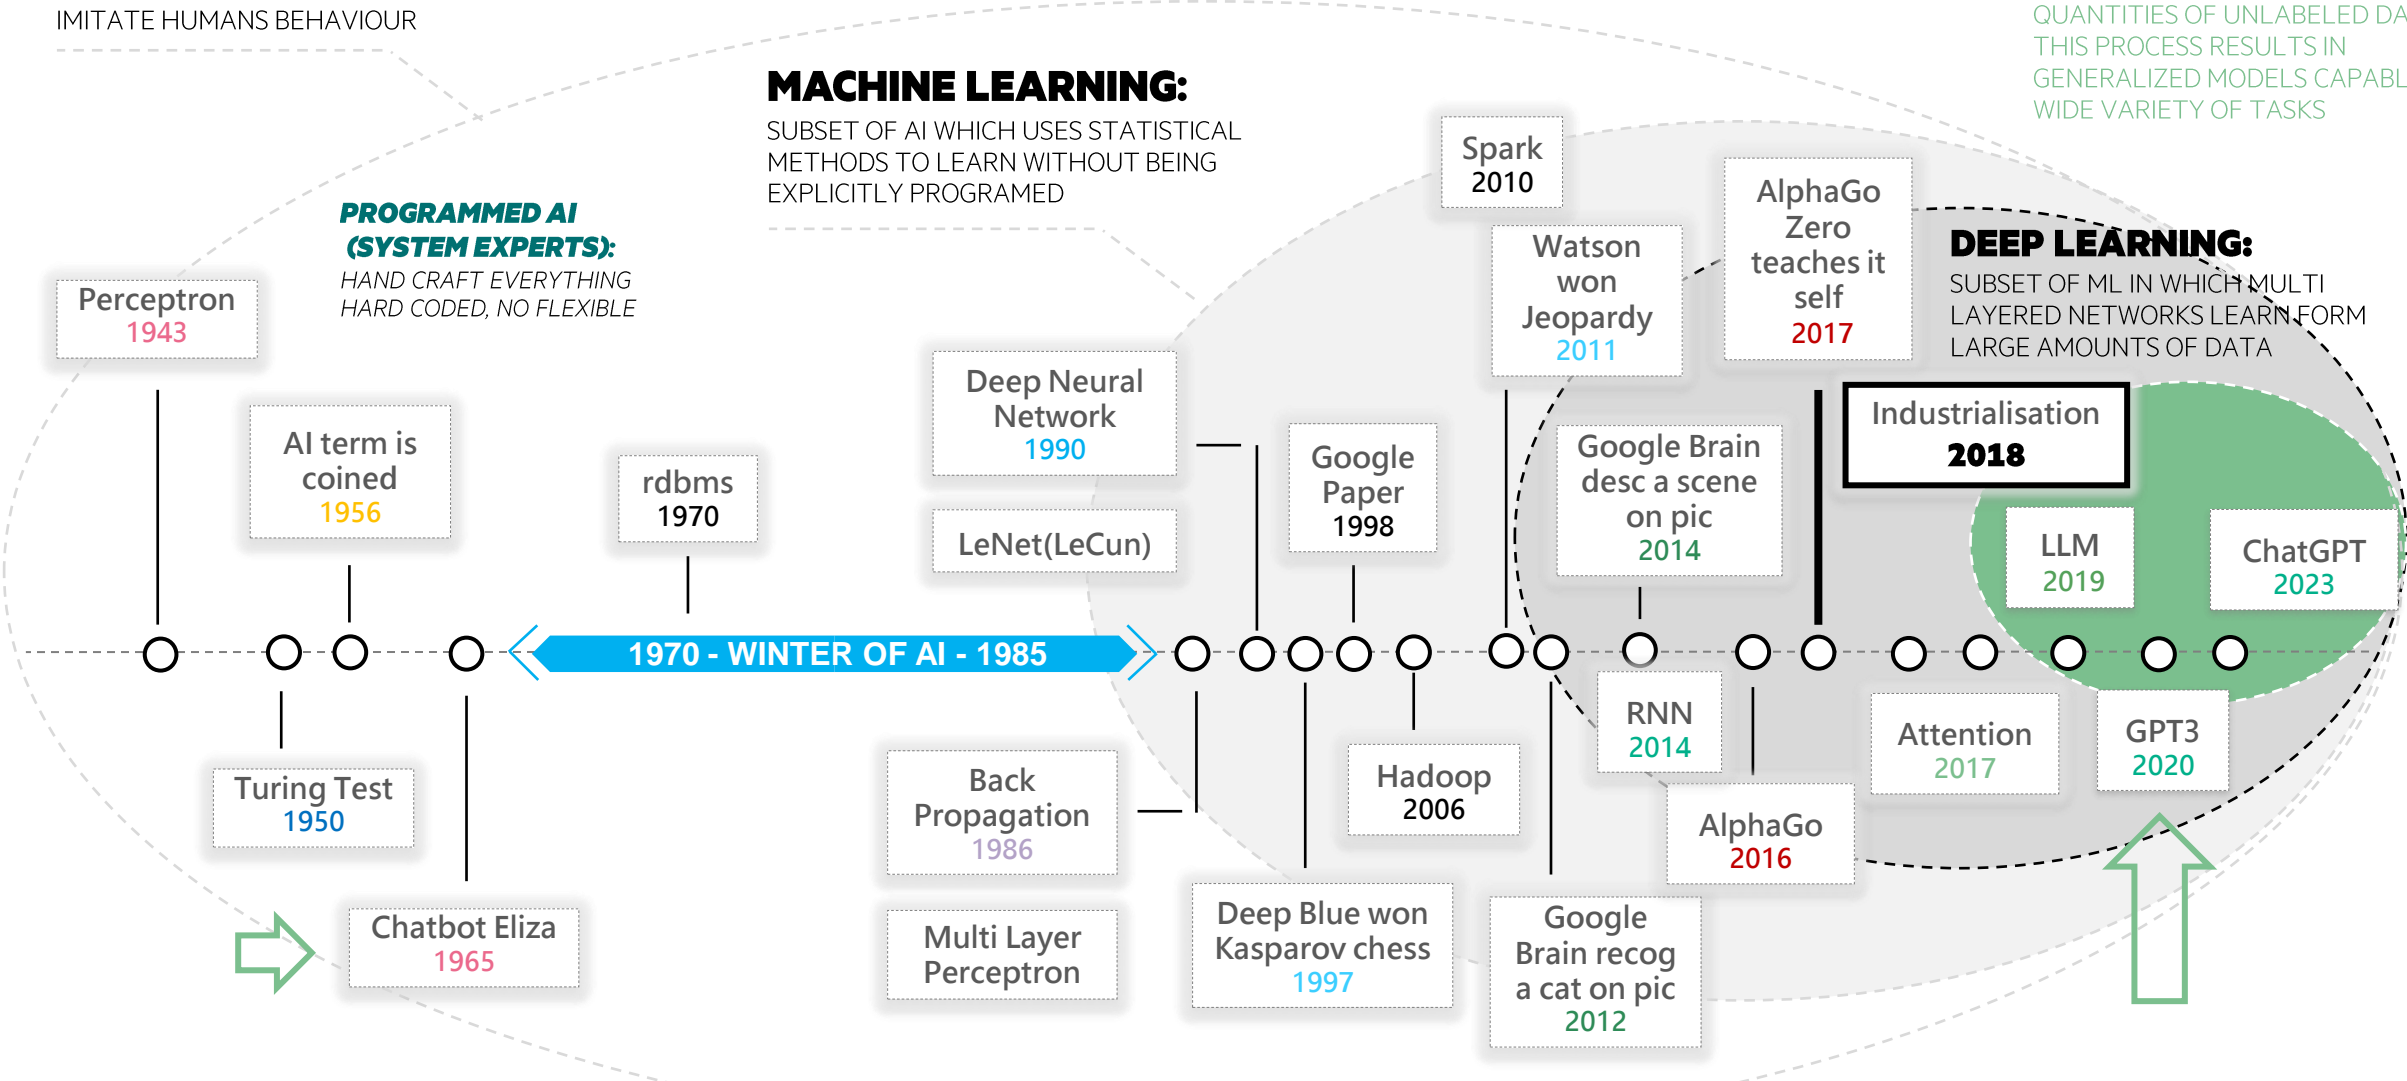 IMITATE HUMANS BEHAVIOUR
QUANTITIES OF UNLABELED DA
THIS PROCESS RESULTS IN
GENERALIZED MODELS CAPABL
WIDE VARIETY OF TASKS
MACHINE LEARNING:
SUBSET OF AI WHICH USES STATISTICAL
METHODS TO LEARN WITHOUT BEING
EXPLICITLY PROGRAMED
PROGRAMMED AI
(SYSTEM EXPERTS):
HAND CRAFT EVERYTHING
HARD CODED, NO FLEXIBLE
DEEP LEARNING:
SUBSET OF ML IN WHICH MULTI
LAYERED NETWORKS LEARN FORM
LARGE AMOUNTS OF DATA
Perceptron
1943
AI term is
coined
1956
rdbms
1970
Deep Neural
Network
1990
LeNet(LeCun)
Google
Paper
1998
Spark
2010
Watson
won
Jeopardy
2011
AlphaGo
Zero
teaches it
self
2017
Google Brain
desc a scene
on pic
2014
Industrialisation
2018
LLM
2019
ChatGPT
2023
1970 - WINTER OF AI - 1985
Turing Test
1950
Chatbot Eliza
1965
Back
Propagation
1986
Multi Layer
Perceptron
Deep Blue won
Kasparov chess
1997
Hadoop
2006
Google
Brain recog
a cat on pic
2012
RNN
2014
AlphaGo
2016
Attention
2017
GPT3
2020